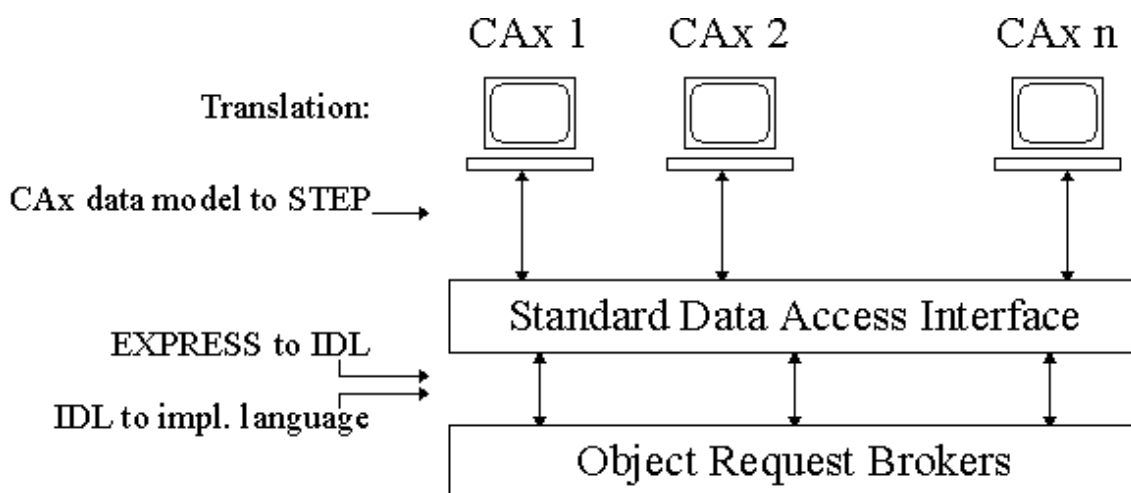 CAx 1
CAx 2
CAx n
Translation:
CAx data model to STEP
Standard Data Access Interface
EXPRESS to IDL
IDL to impl. language
Object Request Brokers